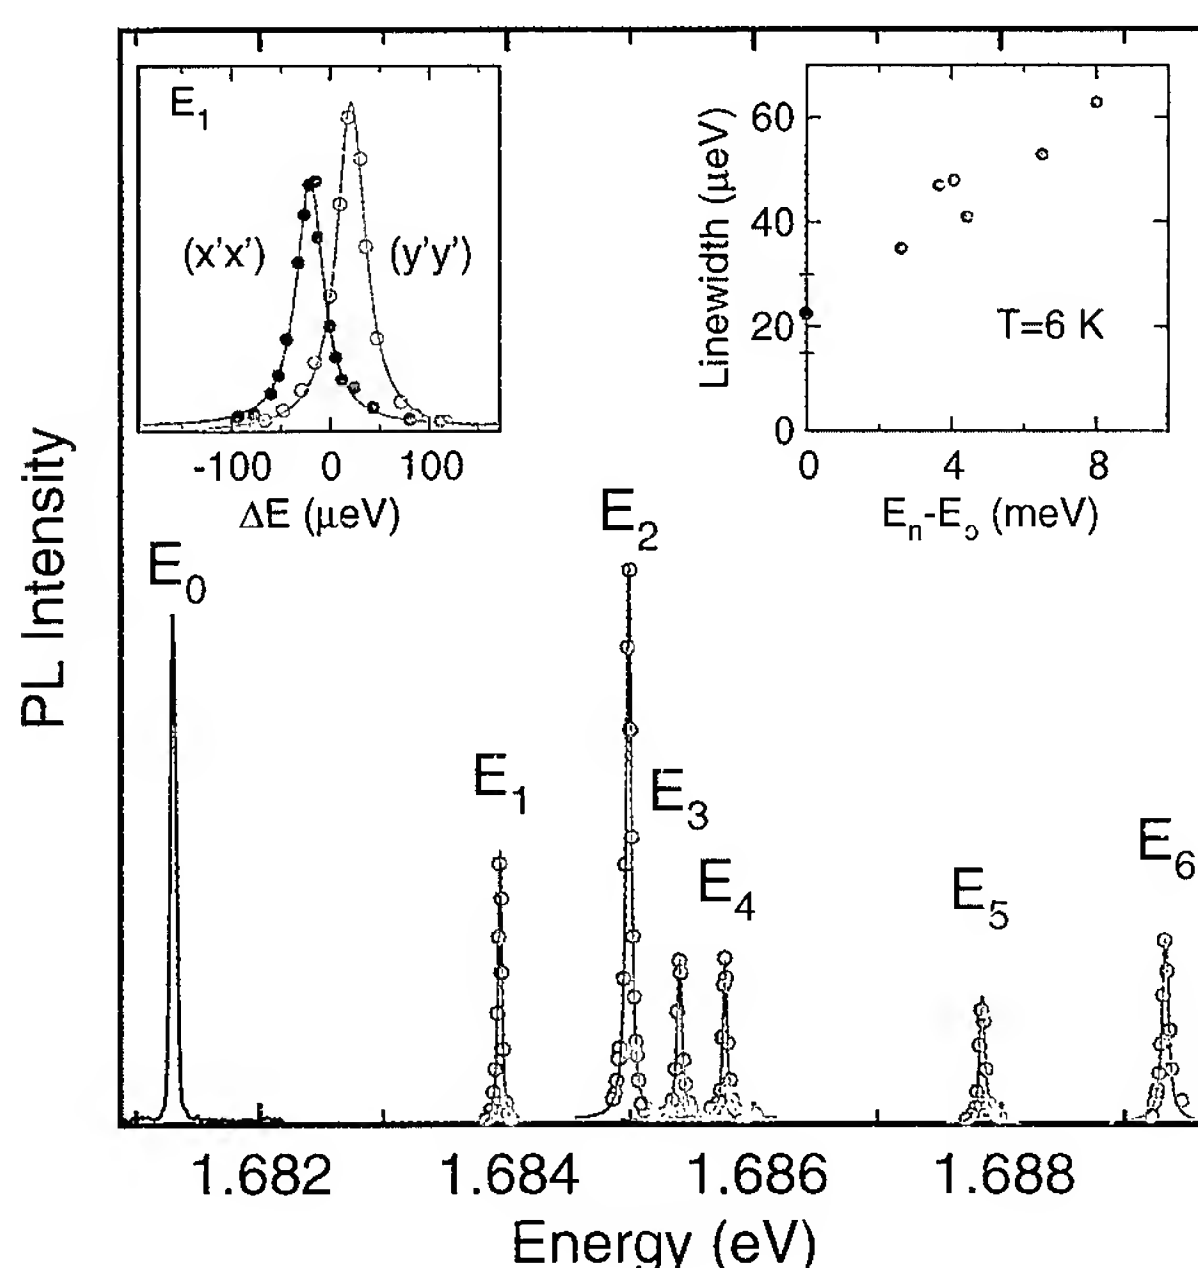 E1
(x'x')
(y'y')
-100 0 100
ΔE (μeV)
Linewidth (μeV)
60
40
20
0
T=6 K
0 4 8
En-Eo (meV)
PL Intensity
E0
E1
E2
E3
E4
E5
E6
1.682 1.684 1.686 1.688
Energy (eV)